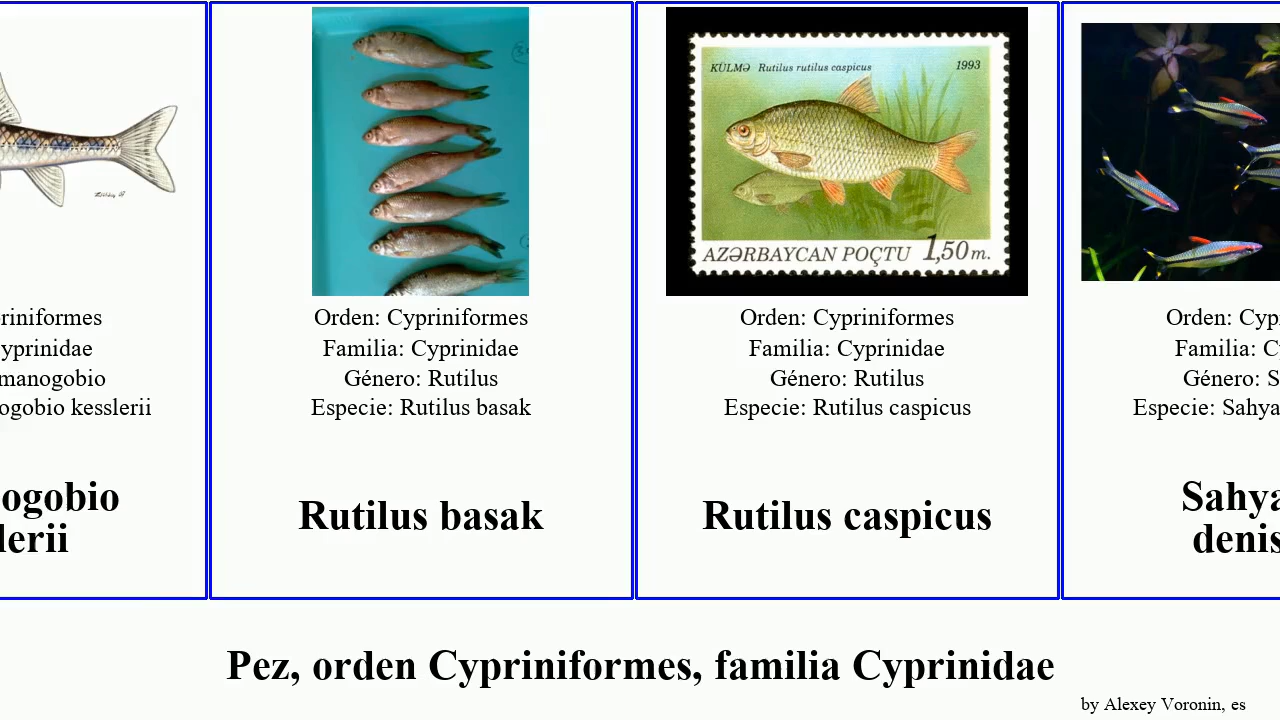 KÜLMƏ Rutilus rutilus caspicus
1993
AZƏRBAYCAN POÇTU 1,50 m.
riniformes
yprinidae
manogobio
ogobio kesslerii
ogobio
lerii
Orden: Cypriniformes
Familia: Cyprinidae
Género: Rutilus
Especie: Rutilus basak
Rutilus basak
Orden: Cypriniformes
Familia: Cyprinidae
Género: Rutilus
Especie: Rutilus caspicus
Rutilus caspicus
Orden: Cyp
Familia: C
Género: S
Especie: Sahya
Sahya
denis
Pez, orden Cypriniformes, familia Cyprinidae
by Alexey Voronin, es